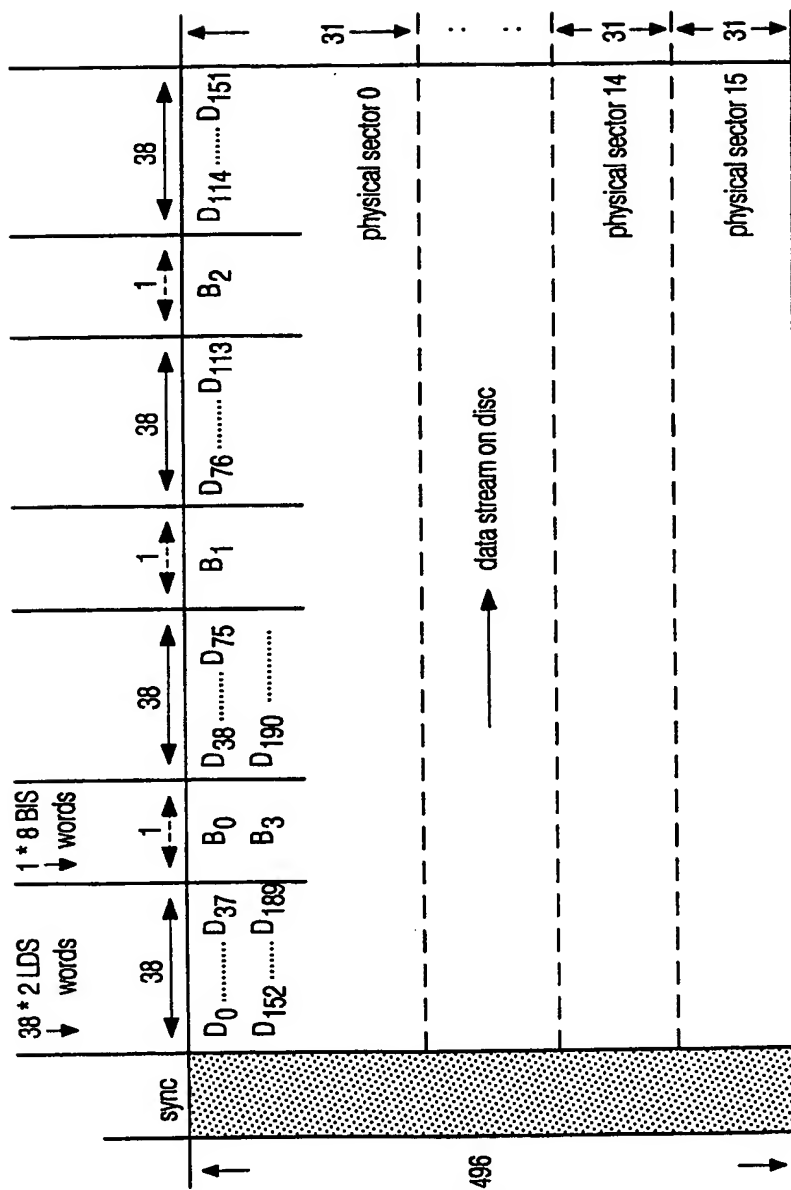 38 * 2 LDS words
1 * 8 BIS words
sync
38
1
38
1
38
1
38
D0 ........... D37
B0
D38 .......... D75
B1
D76 .......... D113
B2
D114 ........ D151
D152 ....... D189
B3
D190 ..............
496
31
physical sector 0
data stream on disc
physical sector 14
31
physical sector 15
31